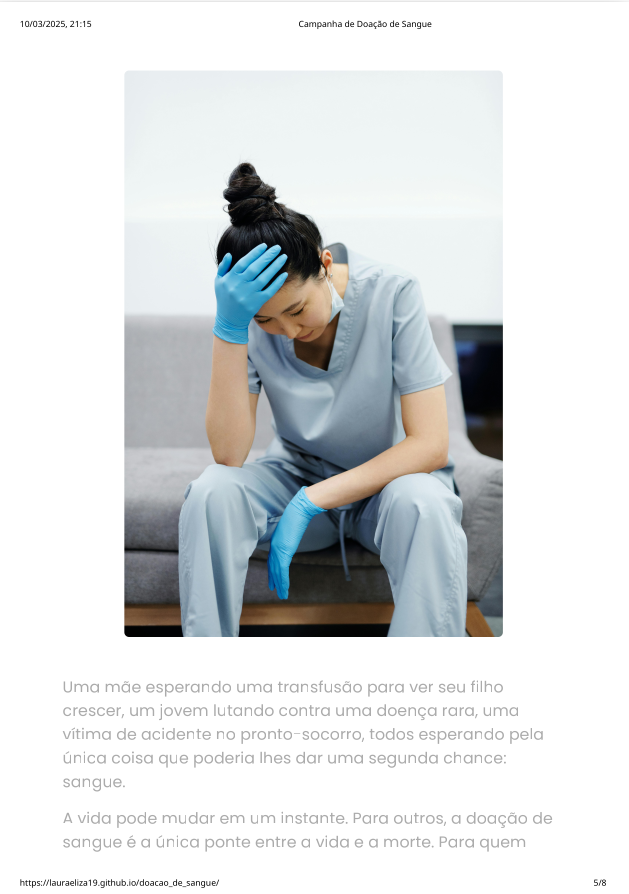 10/03/2025, 21:15
Campanha de Doação de Sangue
Uma mãe esperando uma transfusão para ver seu filho
crescer, um jovem lutando contra uma doença rara, uma
vítima de acidente no pronto-socorro, todos esperando pela
única coisa que poderia lhes dar uma segunda chance:
sangue.
A vida pode mudar em um instante. Para outros, a doação de
sangue é a única ponte entre a vida e a morte. Para quem
https://lauraeliza19.github.io/doacao_de_sangue/
5/8